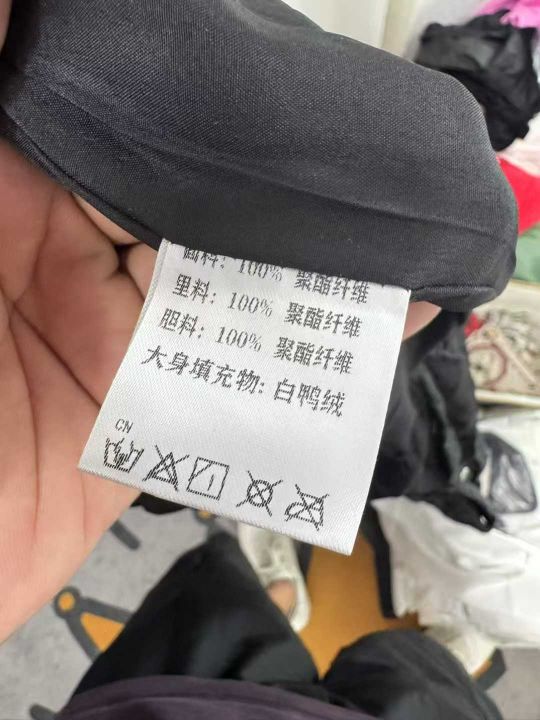 面料: 100% 聚酯纤维
里料: 100% 聚酯纤维
胆料: 100% 聚酯纤维
大身填充物: 白鸭绒
CN